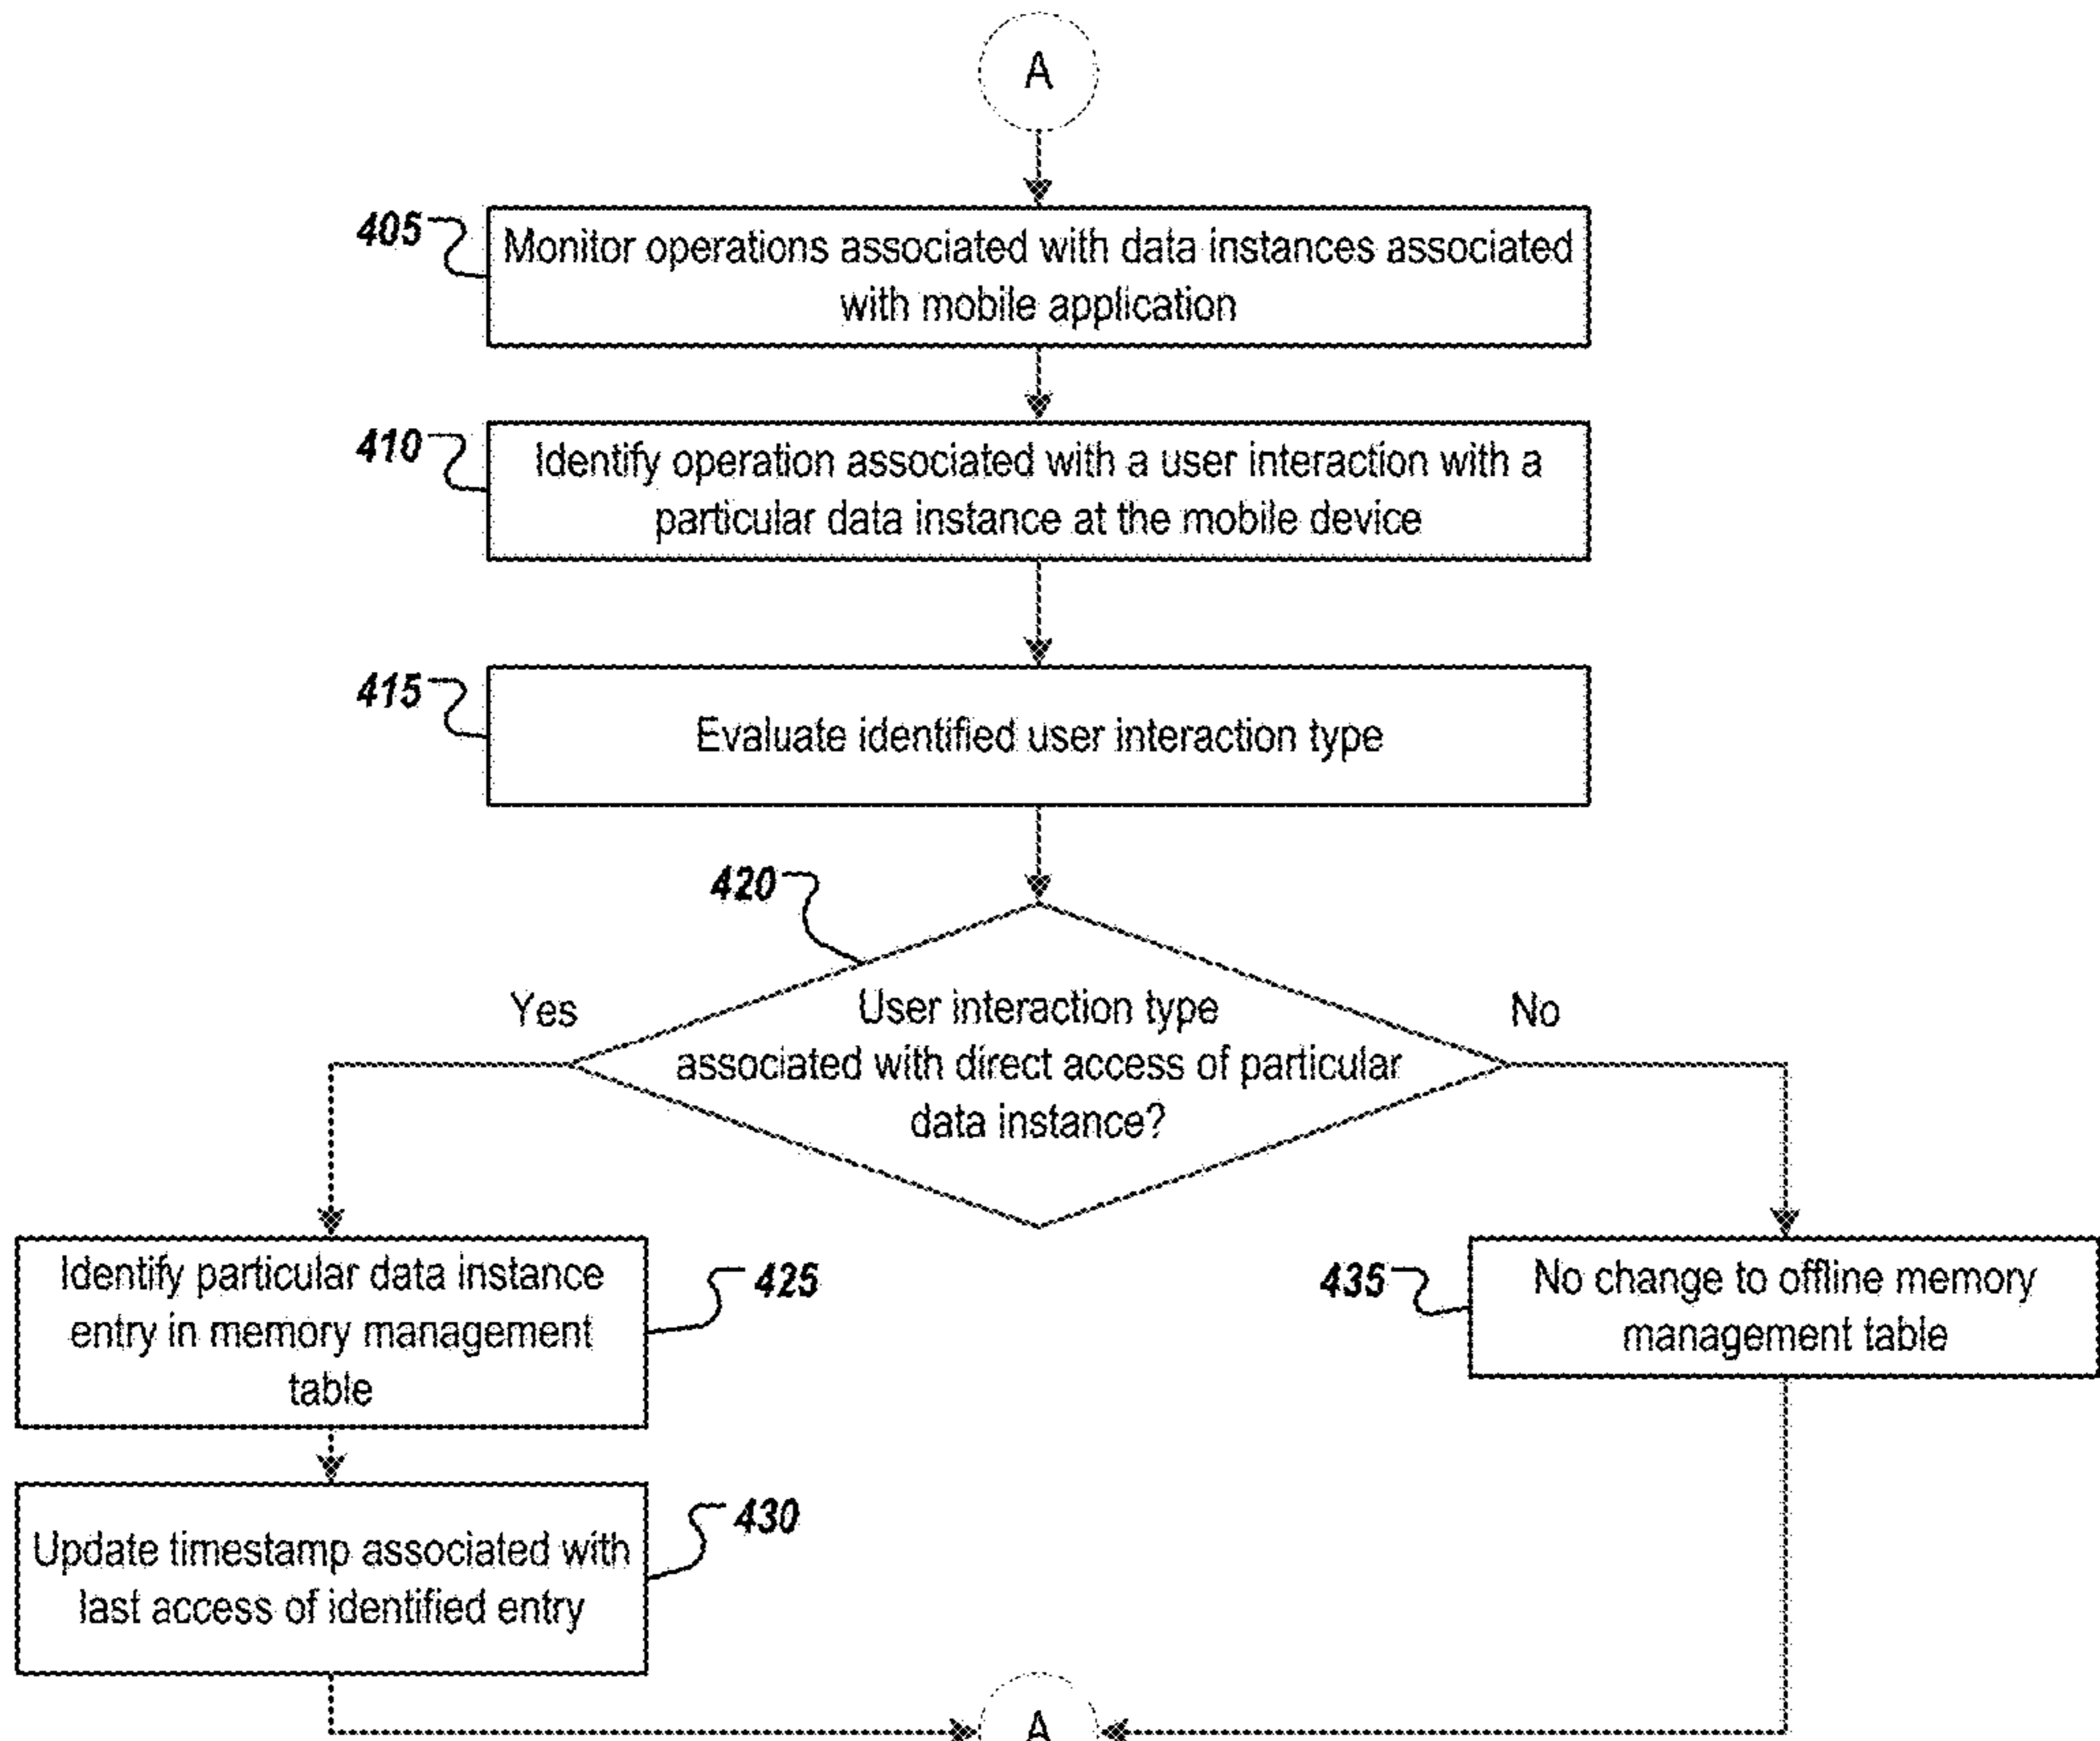 A
405
Monitor operations associated with data instances associated
with mobile application
410
Identify operation associated with a user interaction with a
particular data instance at the mobile device
415
Evaluate identified user interaction type
420
Yes
User interaction type
associated with direct access of particular
data instance?
No
Identify particular data instance
entry in memory management
table
425
435
No change to offline memory
management table
Update timestamp associated with
last access of identified entry
430
A